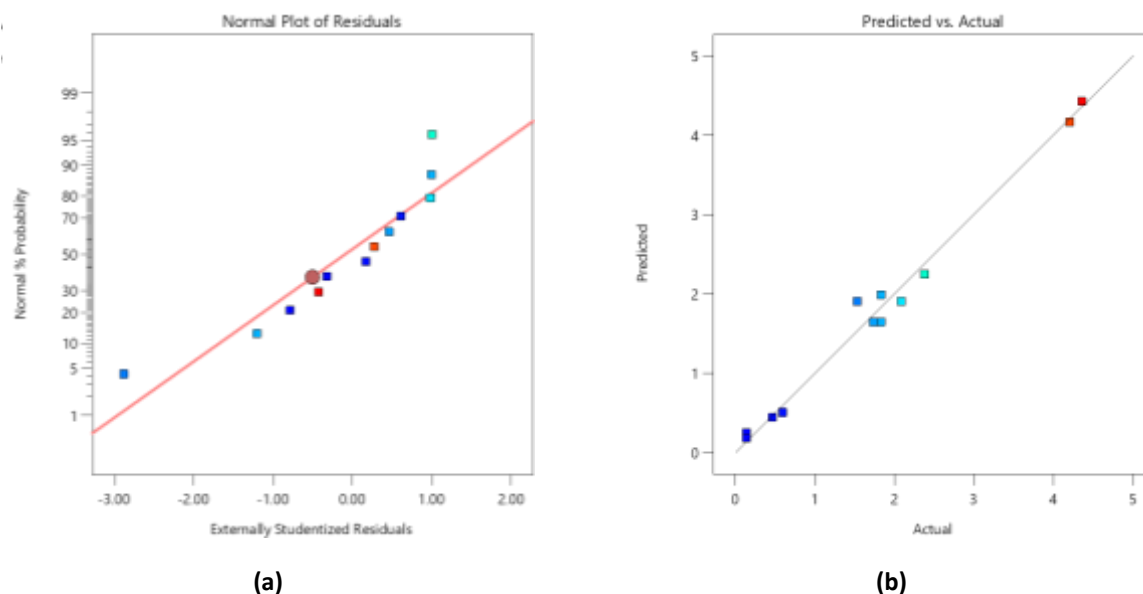 Normal Plot of Residuals
99
95
90
80
70
50
30
20
10
5
1
Normal % Probability
-3.00 -2.00 -1.00 0.00 1.00 2.00
Externally Studentized Residuals
(a)
Predicted vs. Actual
5
4
3
2
1
0
Predicted
0 1 2 3 4 5
Actual
(b)